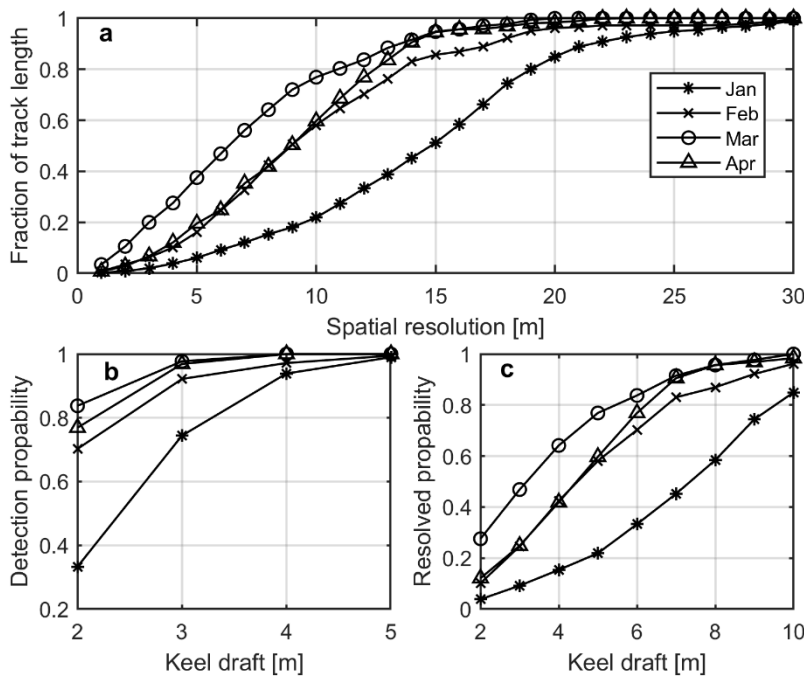 a
Fraction of track length
1
0.8
0.6
0.4
0.2
0
0 5 10 15 20 25 30
Spatial resolution [m]
Jan
Feb
Mar
Apr
b
Detection propability
1
0.8
0.6
0.4
0.2
2 3 4 5
Keel draft [m]
c
Resolved propability
1
0.8
0.6
0.4
0.2
0
2 4 6 8 10
Keel draft [m]